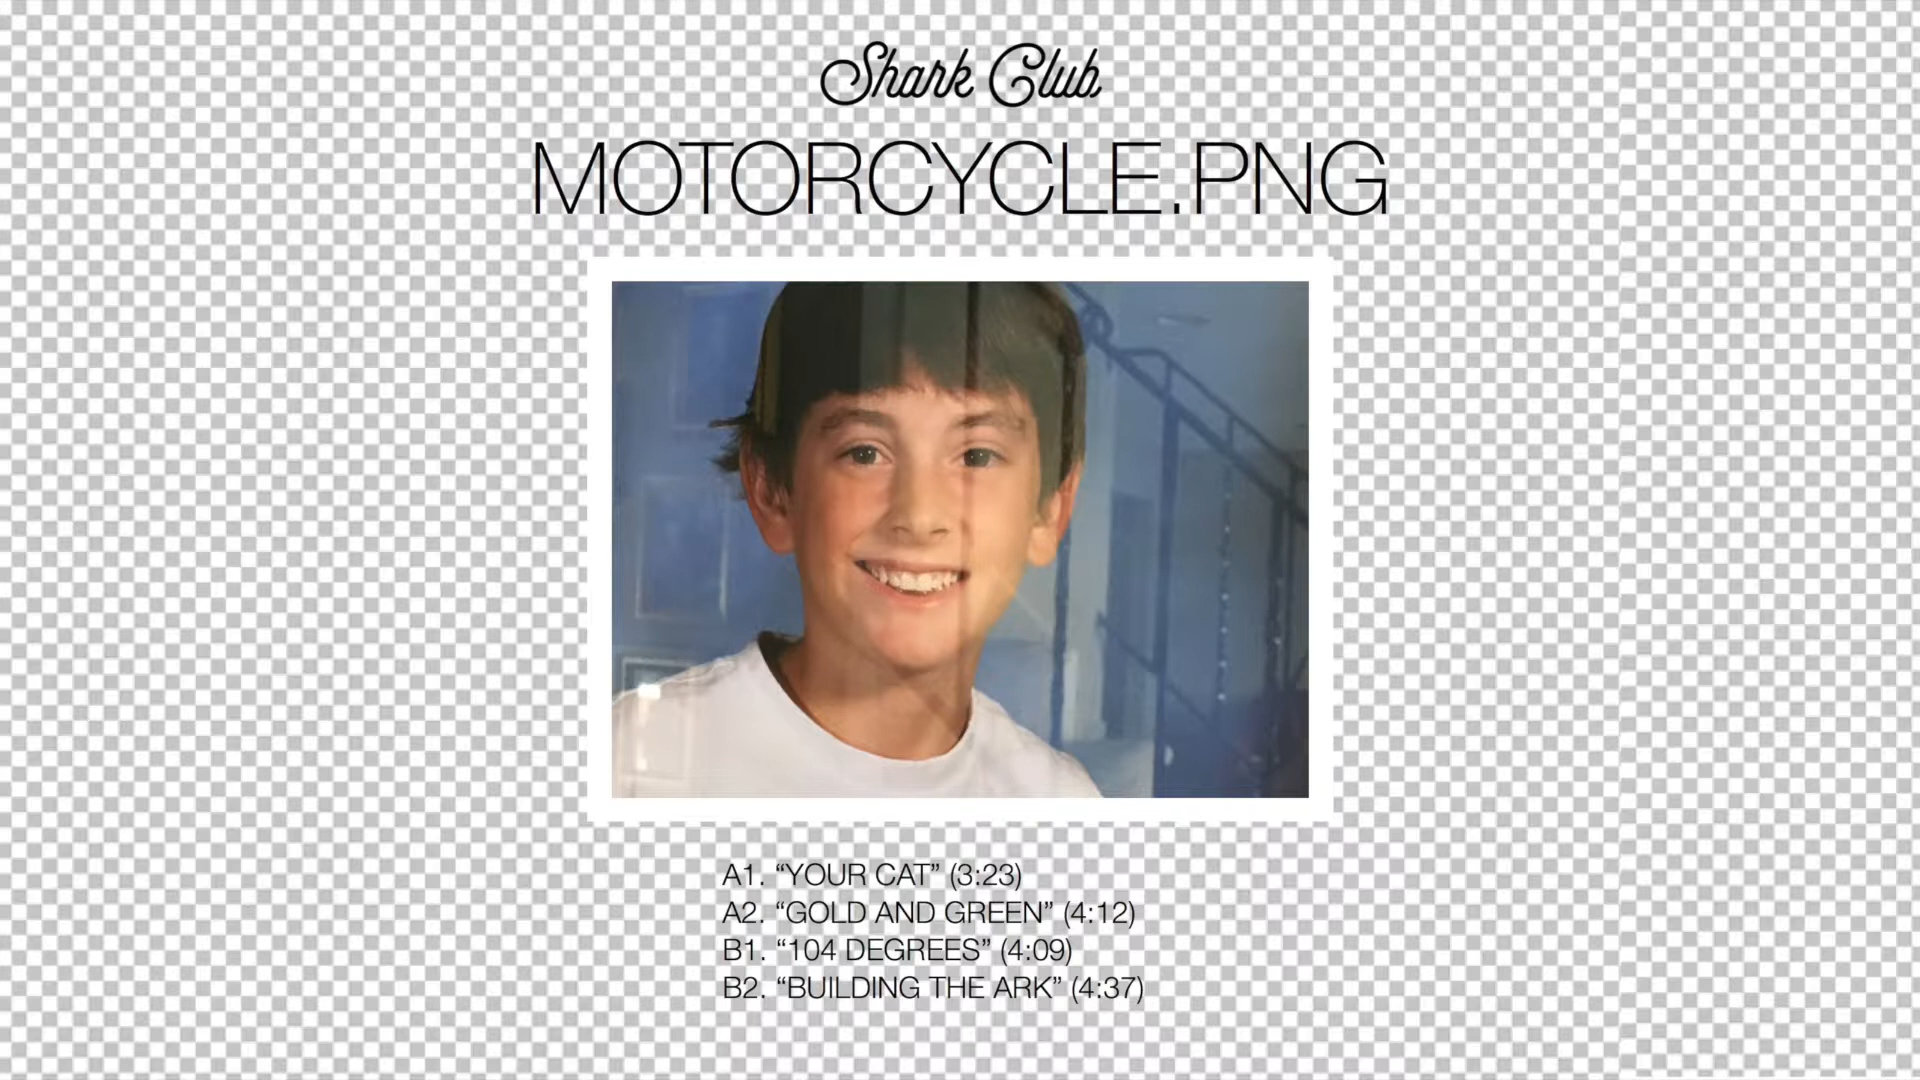 Shark Club
MOTORCYCLE.PNG
A1. “YOUR CAT” (3:23)
A2. “GOLD AND GREEN” (4:12)
B1. “104 DEGREES” (4:09)
B2. “BUILDING THE ARK” (4:37)